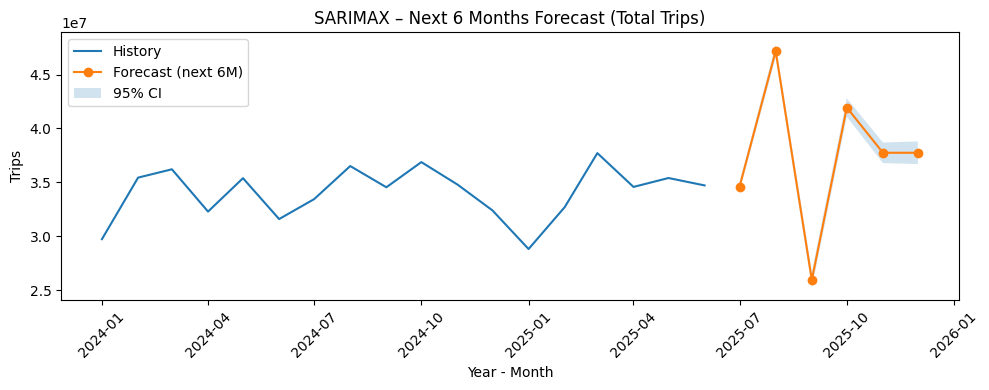 SARIMAX – Next 6 Months Forecast (Total Trips)
1e7
History
Forecast (next 6M)
95% CI
4.5
4.0
3.5
3.0
2.5
Trips
2024-01
2024-04
2024-07
2024-10
2025-01
2025-04
2025-07
2025-10
2026-01
Year - Month